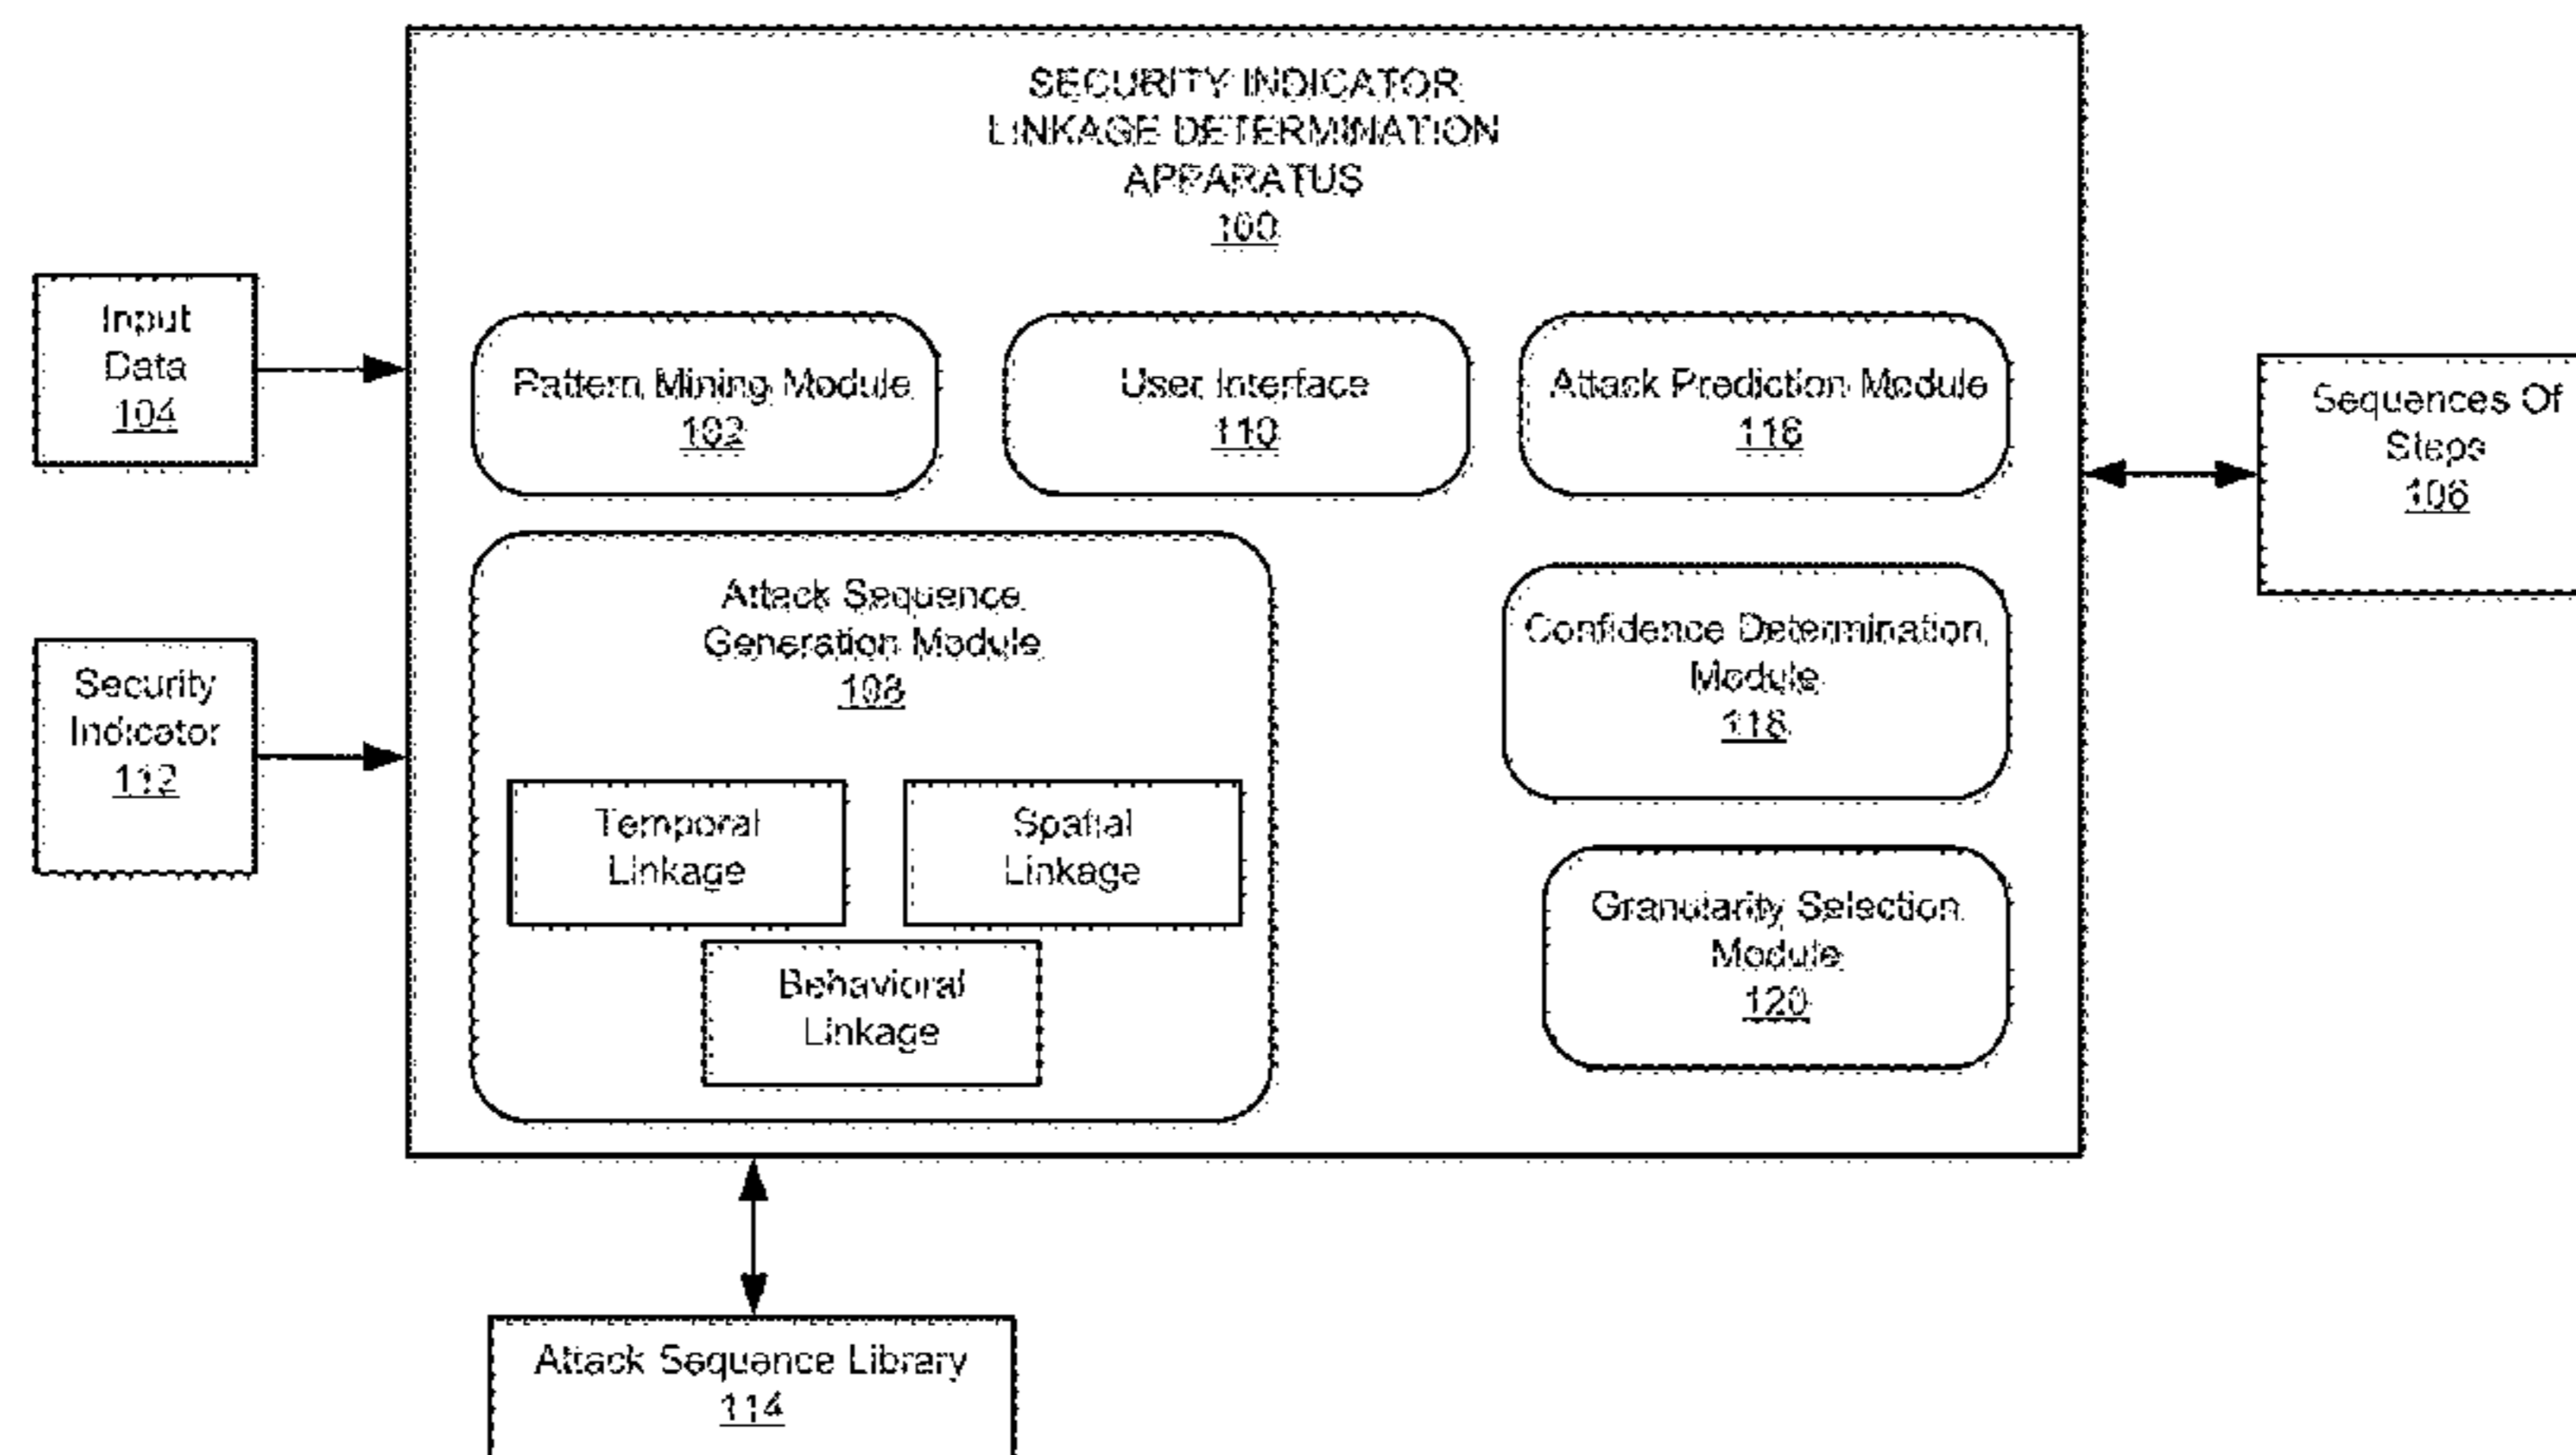 SECURITY INDICATOR
LINKAGE DETERMINATION
APPARATUS
100
Input
Data
104
Pattern Mining Module
102
User Interface
110
Attack Prediction Module
116
Sequences Of
Steps
106
Attack Sequence
Generation Module
108
Confidence Determination
Module
118
Security
Indicator
112
Temporal
Linkage
Spatial
Linkage
Granularity Selection
Module
120
Behavioral
Linkage
Attack Sequence Library
114